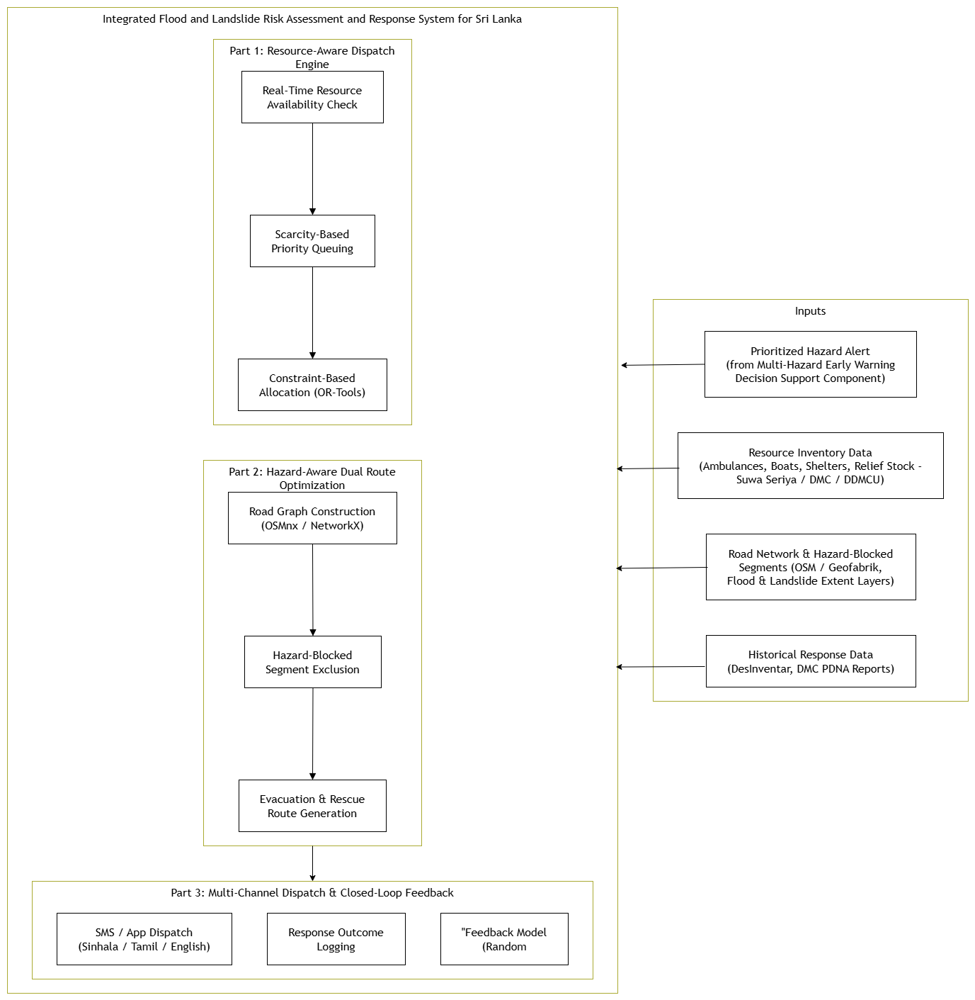 Integrated Flood and Landslide Risk Assessment and Response System for Sri Lanka
Part 1: Resource-Aware Dispatch
Engine
Real-Time Resource
Availability Check
Scarcity-Based
Priority Queuing
Constraint-Based
Allocation (OR-Tools)
Part 2: Hazard-Aware Dual Route
Optimization
Road Graph Construction
(OSMnx / NetworkX)
Hazard-Blocked
Segment Exclusion
Evacuation & Rescue
Route Generation
Part 3: Multi-Channel Dispatch & Closed-Loop Feedback
SMS / App Dispatch
(Sinhala / Tamil / English)
Response Outcome
Logging
"Feedback Model
(Random
Inputs
Prioritized Hazard Alert
(from Multi-Hazard Early Warning
Decision Support Component)
Resource Inventory Data
(Ambulances, Boats, Shelters, Relief Stock -
Suwa Seriya / DMC / DDMCU)
Road Network & Hazard-Blocked
Segments (OSM / Geofabrik,
Flood & Landslide Extent Layers)
Historical Response Data
(DesInventar, DMC PDNA Reports)